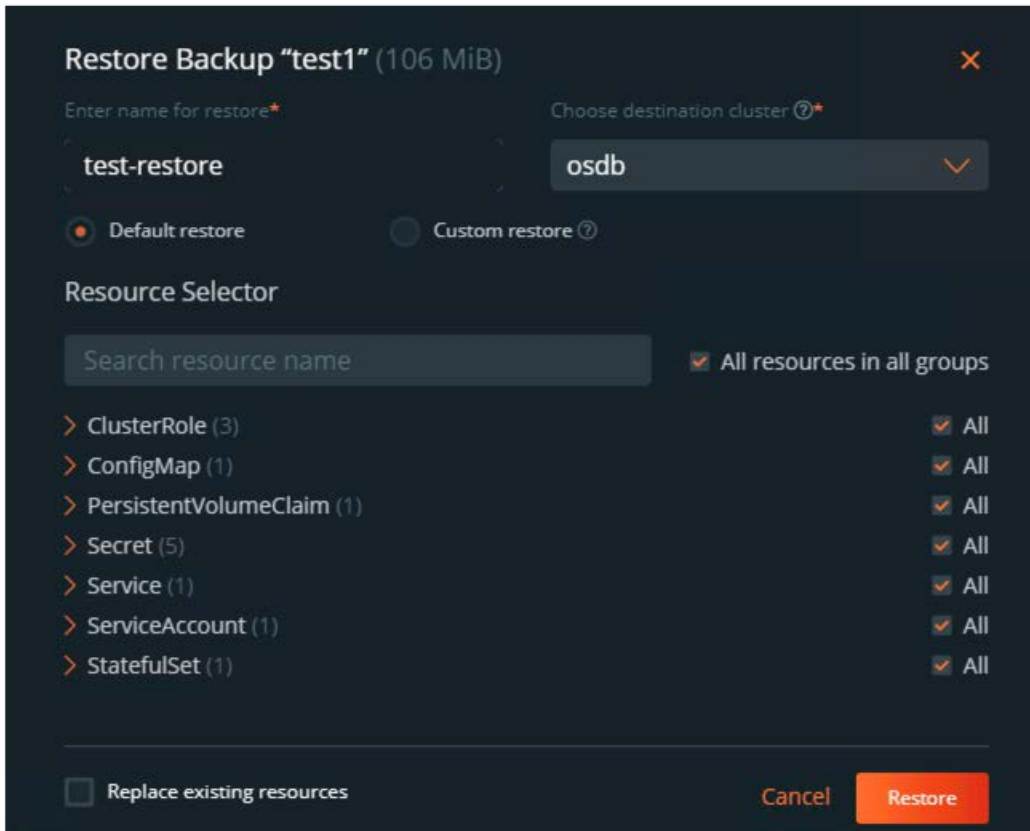 Restore Backup “test1” (106 MiB)
Enter name for restore*
Choose destination cluster ?*
test-restore
osdb
Default restore
Custom restore ?
Resource Selector
Search resource name
All resources in all groups
ClusterRole (3)
All
ConfigMap (1)
All
PersistentVolumeClaim (1)
All
Secret (5)
All
Service (1)
All
ServiceAccount (1)
All
StatefulSet (1)
All
Replace existing resources
Cancel
Restore